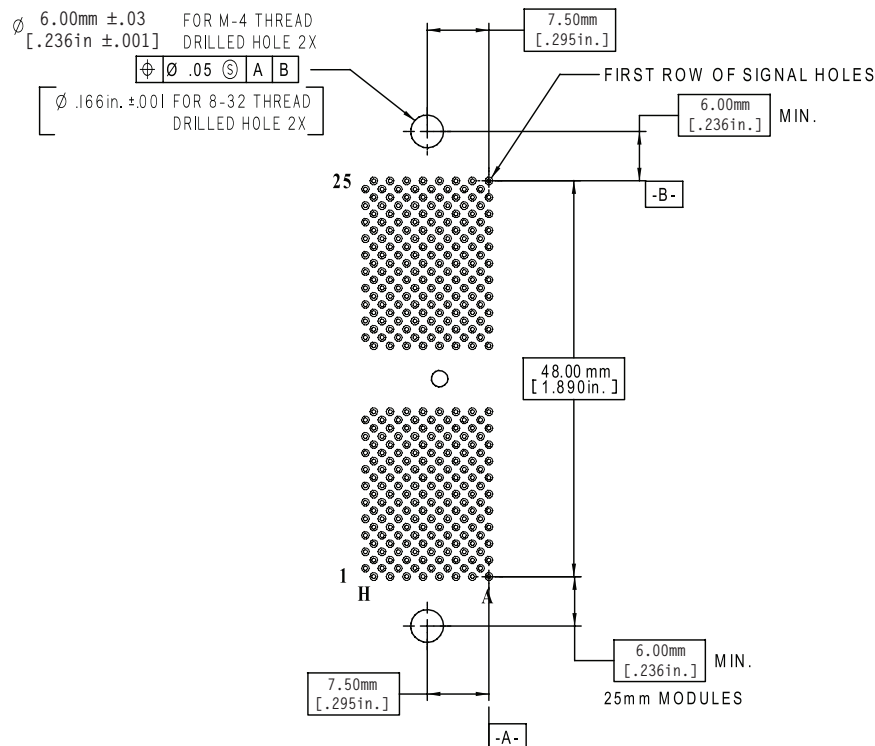 Ø 6.00mm ±.03 FOR M-4 THREAD
[.236in ±.001] DRILLED HOLE 2X
⌖ Ø .05 Ⓢ A B
[Ø .166in. ±.001 FOR 8-32 THREAD
DRILLED HOLE 2X]
7.50mm
[.295in.]
FIRST ROW OF SIGNAL HOLES
6.00mm
[.236in.]
MIN.
25
-B-
48.00 mm
[1.890in.]
1
H
A
6.00mm
[.236in.]
MIN.
25mm MODULES
7.50mm
[.295in.]
-A-